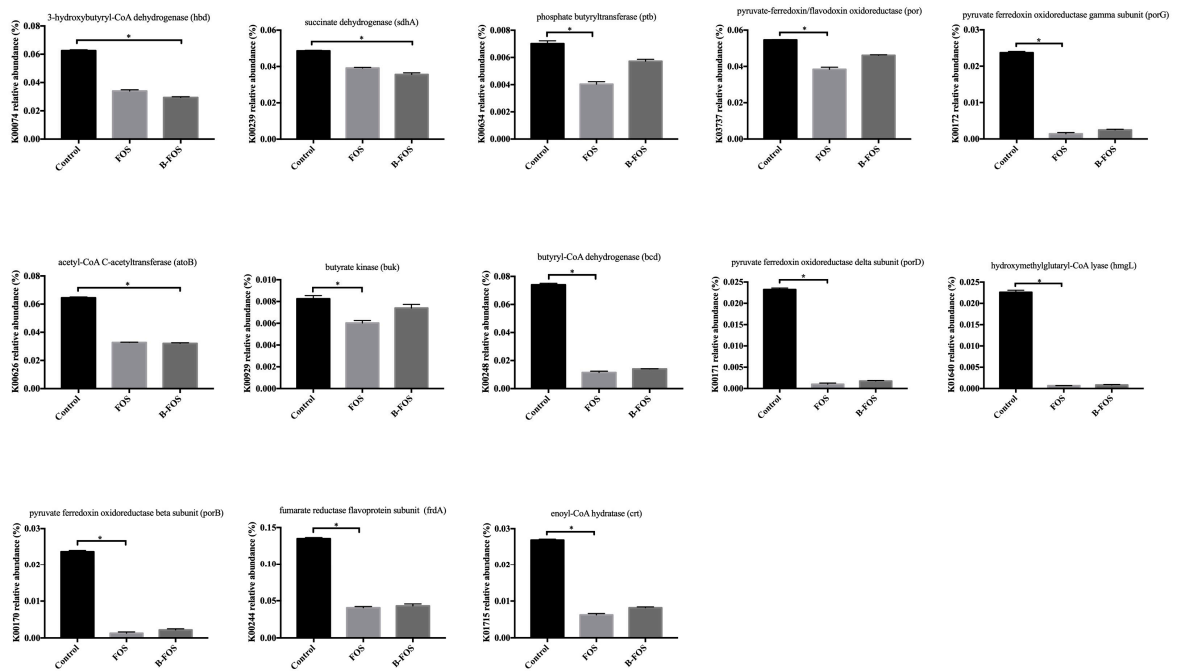 3-hydroxybutyryl-CoA dehydrogenase (hbd)
K00074 relative abundance (%)
*
0.08
0.06
0.04
0.02
0.00
Control
FOS
B-FOS
succinate dehydrogenase (sdhA)
K00239 relative abundance (%)
*
0.06
0.04
0.02
0.00
Control
FOS
B-FOS
phosphate butyryltransferase (ptb)
K00634 relative abundance (%)
*
0.008
0.006
0.004
0.002
0.000
Control
FOS
B-FOS
pyruvate-ferredoxin/flavodoxin oxidoreductase (por)
K03737 relative abundance (%)
*
0.06
0.04
0.02
0.00
Control
FOS
B-FOS
pyruvate ferredoxin oxidoreductase gamma subunit (porG)
K00172 relative abundance (%)
*
0.03
0.02
0.01
0.00
Control
FOS
B-FOS
acetyl-CoA C-acetyltransferase (atoB)
K00626 relative abundance (%)
*
0.08
0.06
0.04
0.02
0.00
Control
FOS
B-FOS
butyrate kinase (buk)
K00929 relative abundance (%)
*
0.010
0.008
0.006
0.004
0.002
0.000
Control
FOS
B-FOS
butyryl-CoA dehydrogenase (bcd)
K00248 relative abundance (%)
*
0.08
0.06
0.04
0.02
0.00
Control
FOS
B-FOS
pyruvate ferredoxin oxidoreductase delta subunit (porD)
K00171 relative abundance (%)
*
0.025
0.020
0.015
0.010
0.005
0.000
Control
FOS
B-FOS
hydroxymethylglutaryl-CoA lyase (hmgL)
K01640 relative abundance (%)
*
0.025
0.020
0.015
0.010
0.005
0.000
Control
FOS
B-FOS
pyruvate ferredoxin oxidoreductase beta subunit (porB)
K00170 relative abundance (%)
*
0.03
0.02
0.01
0.00
Control
FOS
B-FOS
fumarate reductase flavoprotein subunit (frdA)
K00244 relative abundance (%)
*
0.15
0.10
0.05
0.00
Control
FOS
B-FOS
enoyl-CoA hydratase (crt)
K01715 relative abundance (%)
*
0.03
0.02
0.01
0.00
Control
FOS
B-FOS